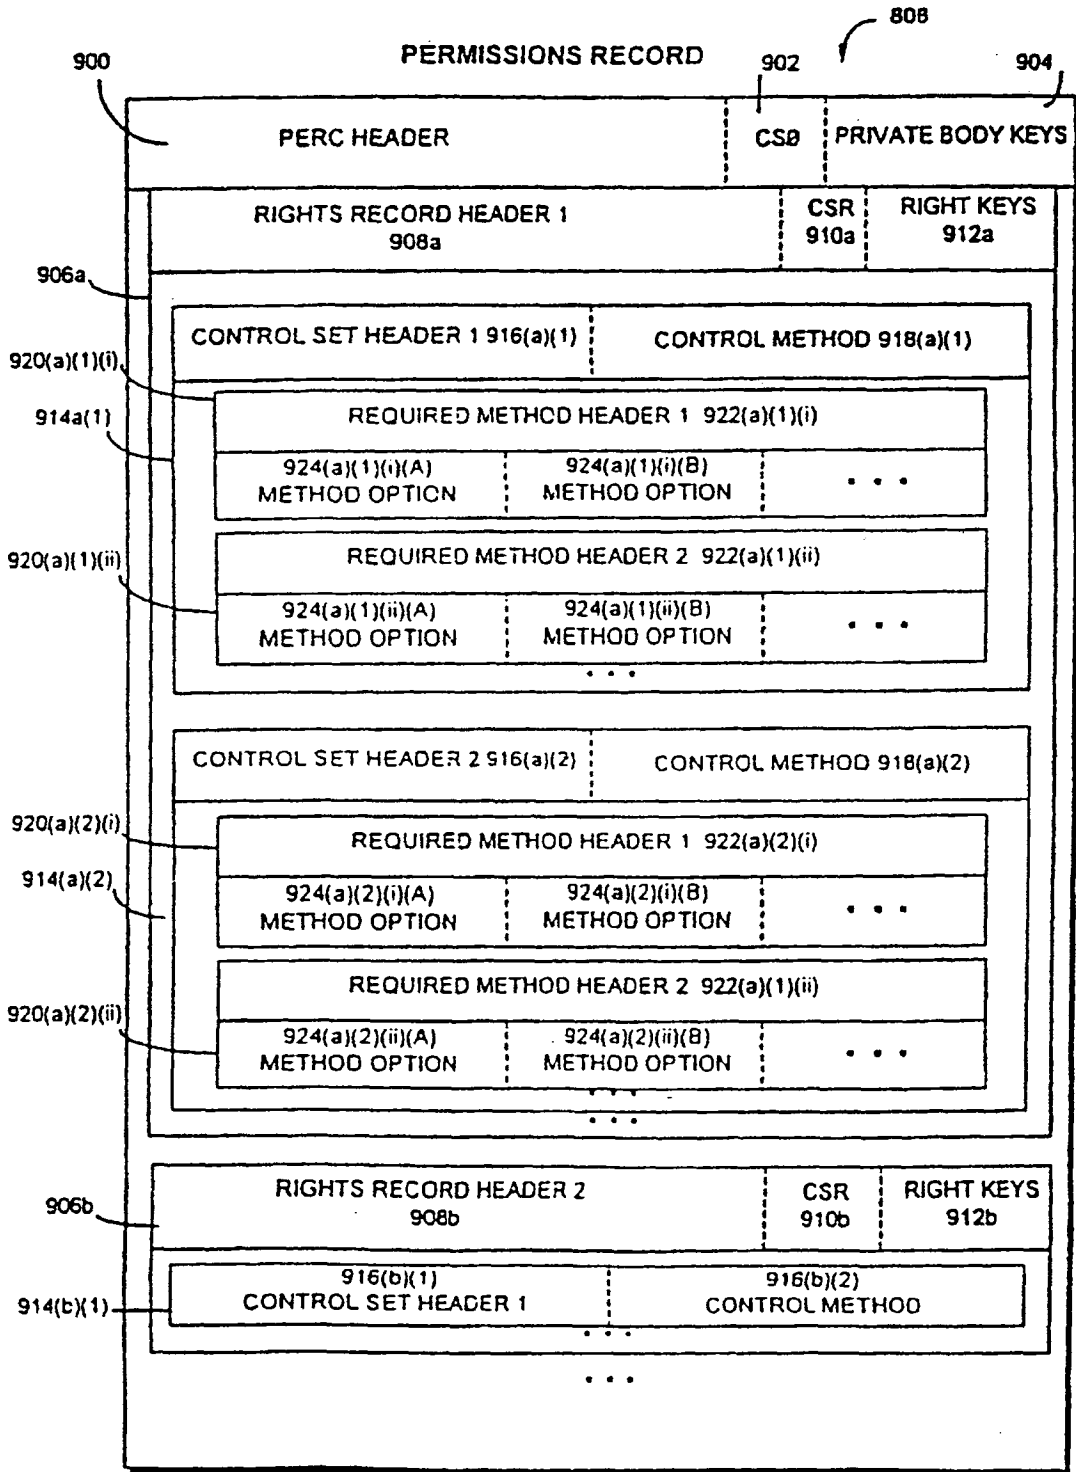 808
PERMISSIONS RECORD
900
902
904
PERC HEADER
CS0
PRIVATE BODY KEYS
RIGHTS RECORD HEADER 1
908a
CSR
910a
RIGHT KEYS
912a
906a
CONTROL SET HEADER 1 916(a)(1)
CONTROL METHOD 918(a)(1)
920(a)(1)(i)
REQUIRED METHOD HEADER 1 922(a)(1)(i)
914a(1)
924(a)(1)(i)(A)
METHOD OPTION
924(a)(1)(i)(B)
METHOD OPTION
. . .
920(a)(1)(ii)
REQUIRED METHOD HEADER 2 922(a)(1)(ii)
924(a)(1)(ii)(A)
METHOD OPTION
924(a)(1)(ii)(B)
METHOD OPTION
. . .
. . .
CONTROL SET HEADER 2 916(a)(2)
CONTROL METHOD 918(a)(2)
920(a)(2)(i)
REQUIRED METHOD HEADER 1 922(a)(2)(i)
914(a)(2)
924(a)(2)(i)(A)
METHOD OPTION
924(a)(2)(i)(B)
METHOD OPTION
. . .
REQUIRED METHOD HEADER 2 922(a)(1)(ii)
920(a)(2)(ii)
924(a)(2)(ii)(A)
METHOD OPTION
924(a)(2)(ii)(B)
METHOD OPTION
. . .
. . .
. . .
906b
RIGHTS RECORD HEADER 2
908b
CSR
910b
RIGHT KEYS
912b
914(b)(1)
916(b)(1)
CONTROL SET HEADER 1
916(b)(2)
CONTROL METHOD
. . .
. . .